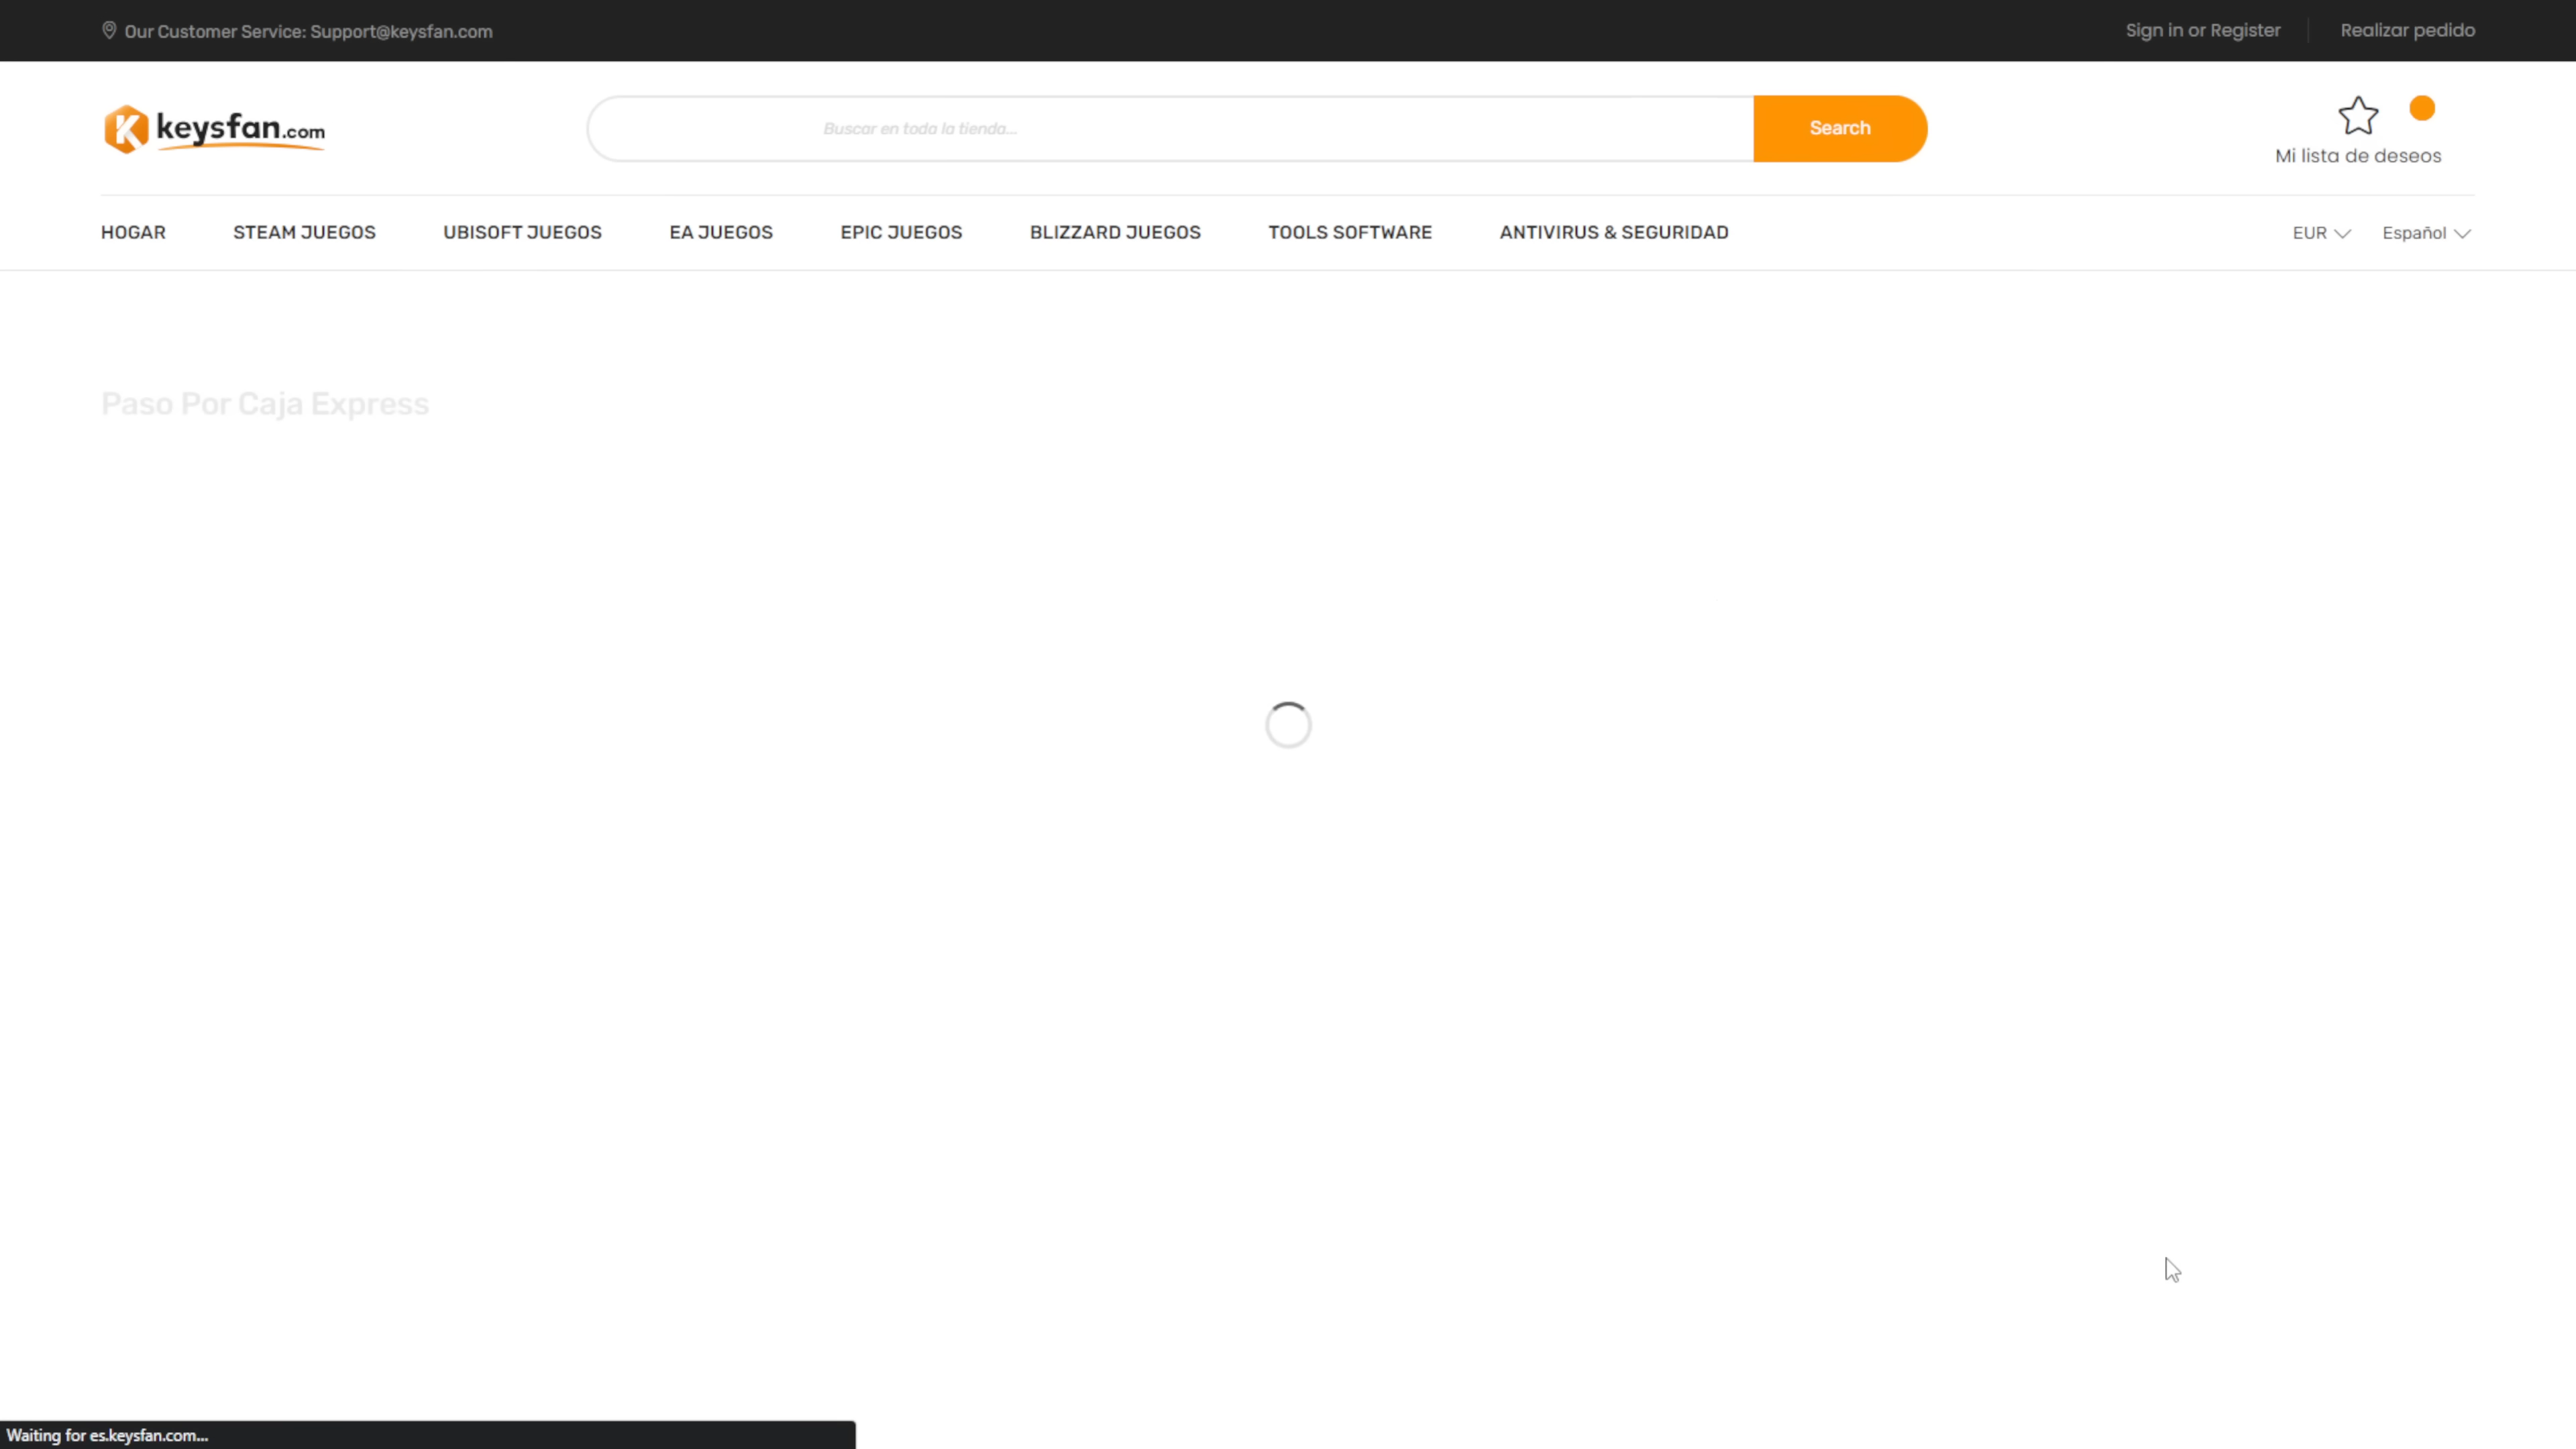 Our Customer Service: Support@keysfan.com
Sign in or Register
Realizar pedido
keysfan.com
Buscar en toda la tienda...
Search
Mi lista de deseos
HOGAR
STEAM JUEGOS
UBISOFT JUEGOS
EA JUEGOS
EPIC JUEGOS
BLIZZARD JUEGOS
TOOLS SOFTWARE
ANTIVIRUS & SEGURIDAD
EUR
Español
Paso Por Caja Express
Waiting for es.keysfan.com...